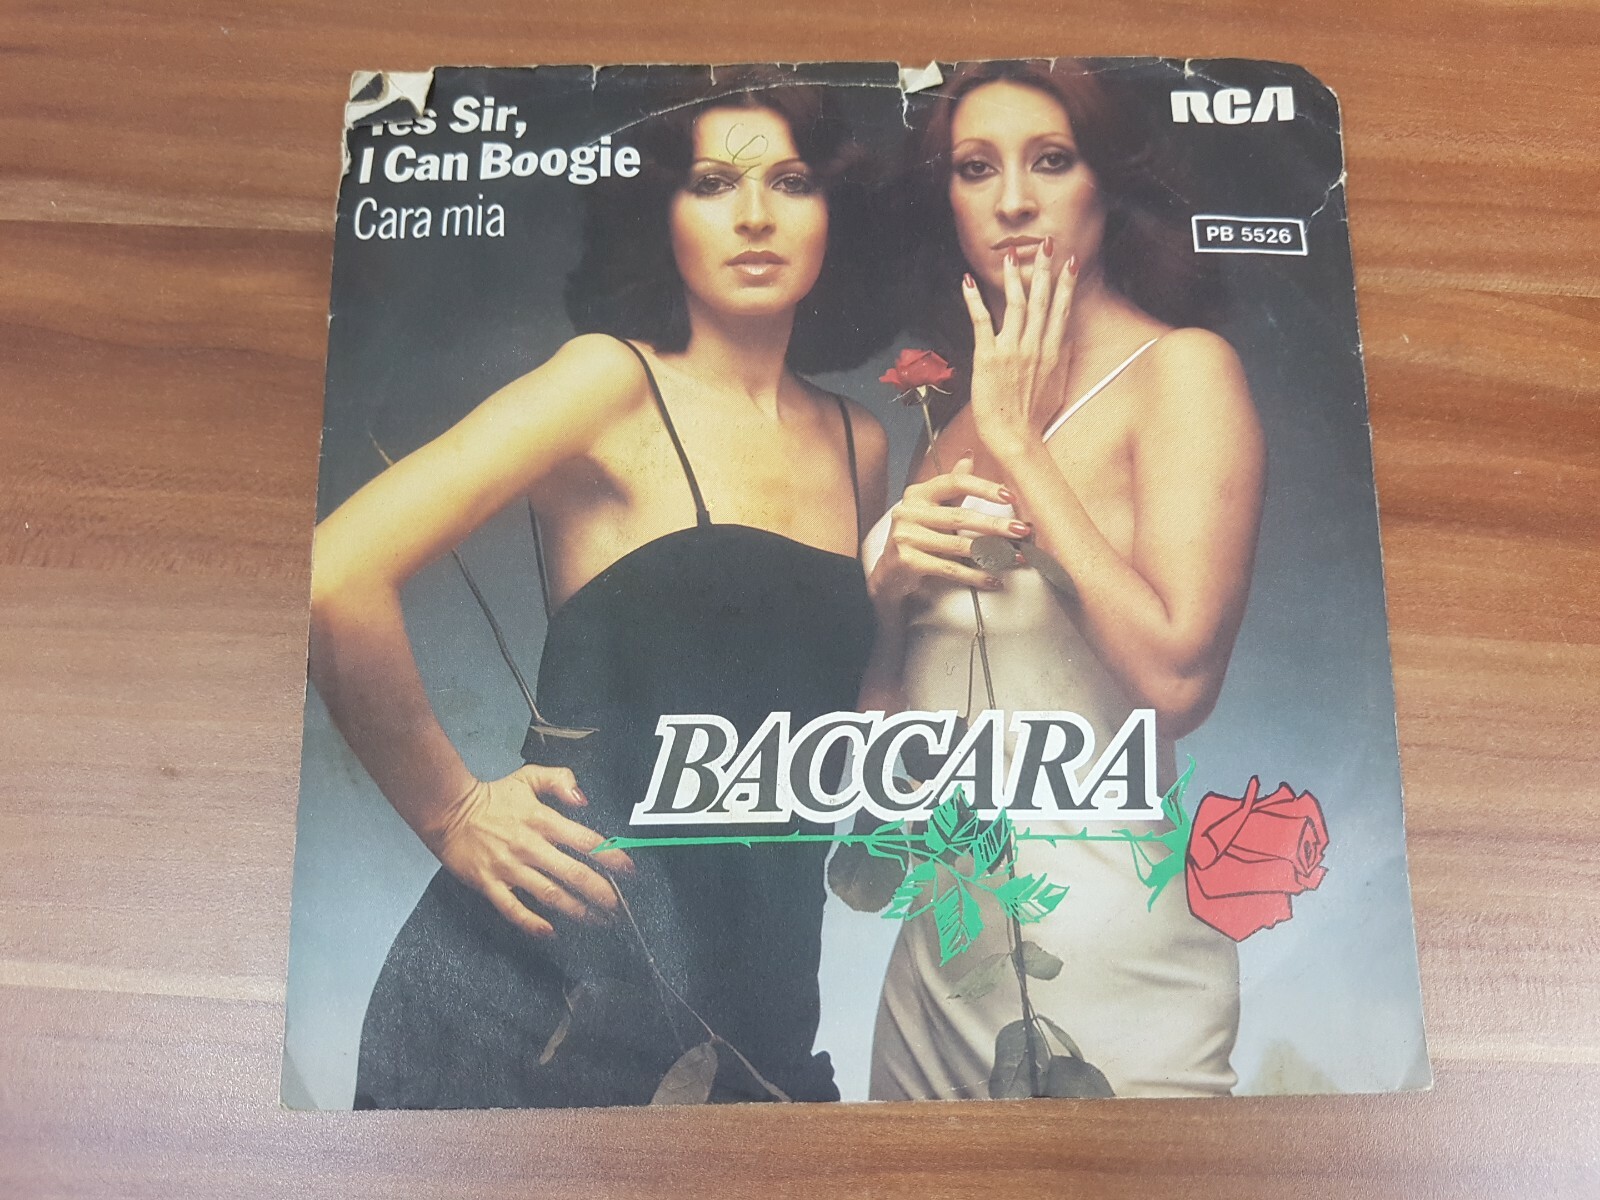 Yes Sir,
I Can Boogie
Cara mia
RCA
PB 5526
BACCARA